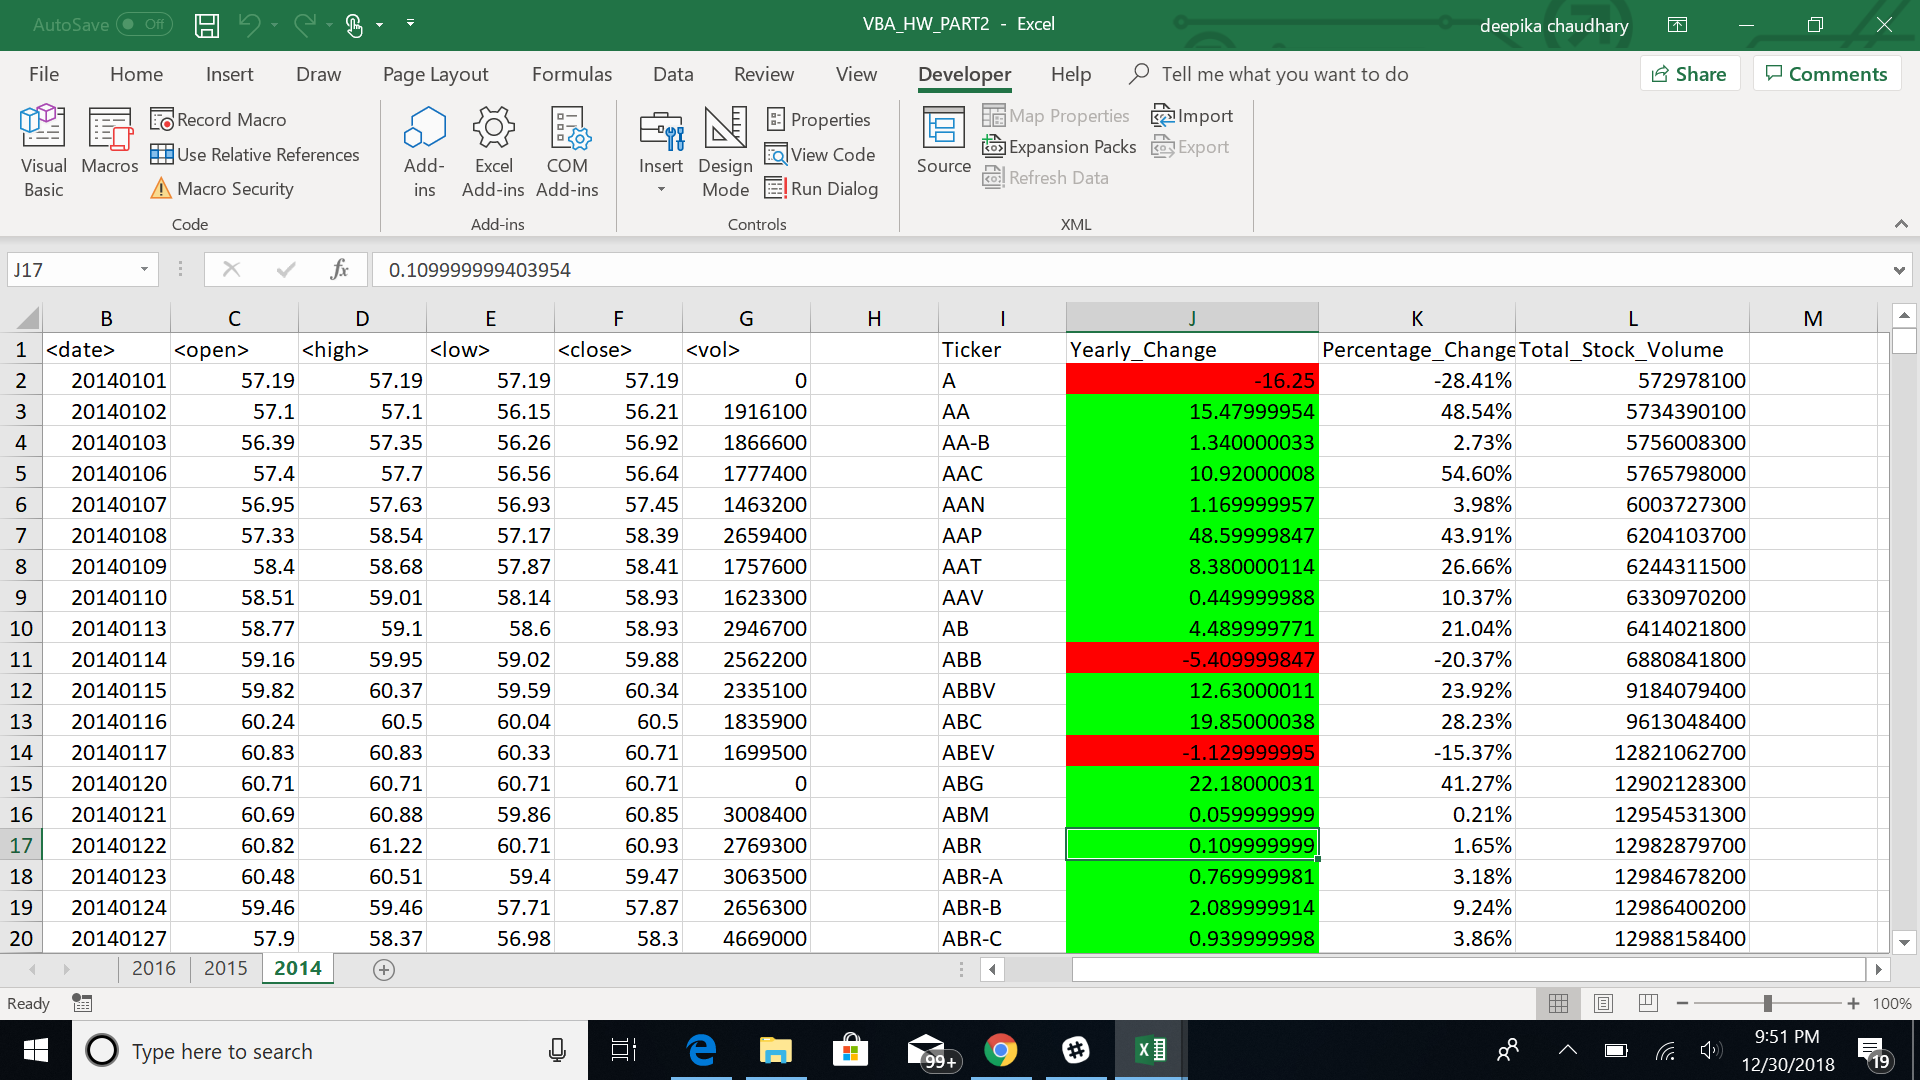 AutoSave Off VBA_HW_PART2 - Excel deepika chaudhary
File Home Insert Draw Page Layout Formulas Data Review View Developer Help Tell me what you want to do Share Comments
Visual Basic
Macros
Record Macro
Use Relative References
Macro Security
Code
Add-ins
Excel Add-ins
COM Add-ins
Add-ins
Insert
Design Mode
Properties
View Code
Run Dialog
Controls
Source
Map Properties
Expansion Packs
Refresh Data
Import
Export
XML
J17 fx 0.109999999403954
B C D E F G H I J K L M
1 <date> <open> <high> <low> <close> <vol> Ticker Yearly_Change Percentage_Change Total_Stock_Volume
2 20140101 57.19 57.19 57.19 57.19 0 A -16.25 -28.41% 572978100
3 20140102 57.1 57.1 56.15 56.21 1916100 AA 15.47999954 48.54% 5734390100
4 20140103 56.39 57.35 56.26 56.92 1866600 AA-B 1.340000033 2.73% 5756008300
5 20140106 57.4 57.7 56.56 56.64 1777400 AAC 10.92000008 54.60% 5765798000
6 20140107 56.95 57.63 56.93 57.45 1463200 AAN 1.169999957 3.98% 6003727300
7 20140108 57.33 58.54 57.17 58.39 2659400 AAP 48.59999847 43.91% 6204103700
8 20140109 58.4 58.68 57.87 58.41 1757600 AAT 8.380000114 26.66% 6244311500
9 20140110 58.51 59.01 58.14 58.93 1623300 AAV 0.449999988 10.37% 6330970200
10 20140113 58.77 59.1 58.6 58.93 2946700 AB 4.489999771 21.04% 6414021800
11 20140114 59.16 59.95 59.02 59.88 2562200 ABB -5.409999847 -20.37% 6880841800
12 20140115 59.82 60.37 59.59 60.34 2335100 ABBV 12.63000011 23.92% 9184079400
13 20140116 60.24 60.5 60.04 60.5 1835900 ABC 19.85000038 28.23% 9613048400
14 20140117 60.83 60.83 60.33 60.71 1699500 ABEV -1.129999995 -15.37% 12821062700
15 20140120 60.71 60.71 60.71 60.71 0 ABG 22.18000031 41.27% 12902128300
16 20140121 60.69 60.88 59.86 60.85 3008400 ABM 0.059999999 0.21% 12954531300
17 20140122 60.82 61.22 60.71 60.93 2769300 ABR 0.109999999 1.65% 12982879700
18 20140123 60.48 60.51 59.4 59.47 3063500 ABR-A 0.769999981 3.18% 12984678200
19 20140124 59.46 59.46 57.71 57.87 2656300 ABR-B 2.089999914 9.24% 12986400200
20 20140127 57.9 58.37 56.98 58.3 4669000 ABR-C 0.939999998 3.86% 12988158400
2016 2015 2014
Ready 100%
Type here to search 99+ 9:51 PM
12/30/2018 19